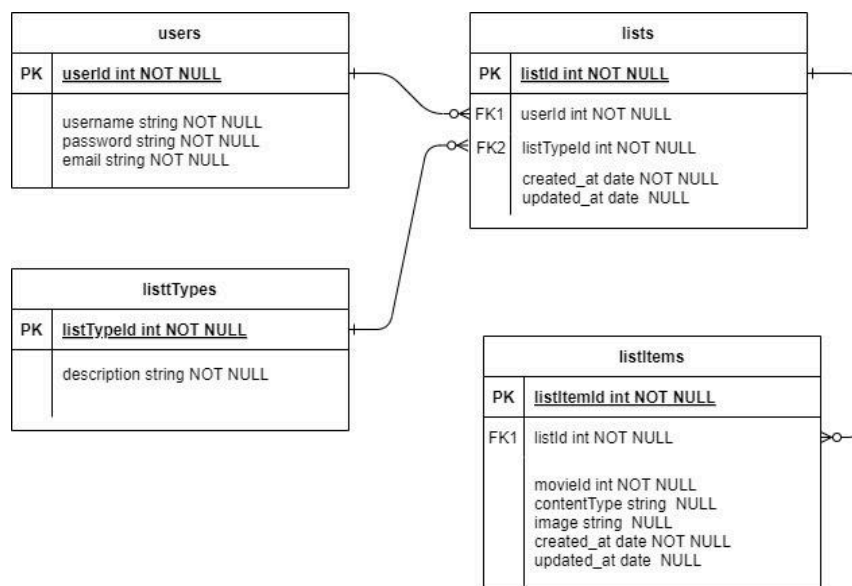 users
PK userId int NOT NULL
username string NOT NULL
password string NOT NULL
email string NOT NULL
lists
PK listId int NOT NULL
FK1 userId int NOT NULL
FK2 listTypeId int NOT NULL
created_at date NOT NULL
updated_at date NULL
listtTypes
PK listTypeId int NOT NULL
description string NOT NULL
listItems
PK listItemId int NOT NULL
FK1 listId int NOT NULL
movieId int NOT NULL
contentType string NULL
image string NULL
created_at date NOT NULL
updated_at date NULL